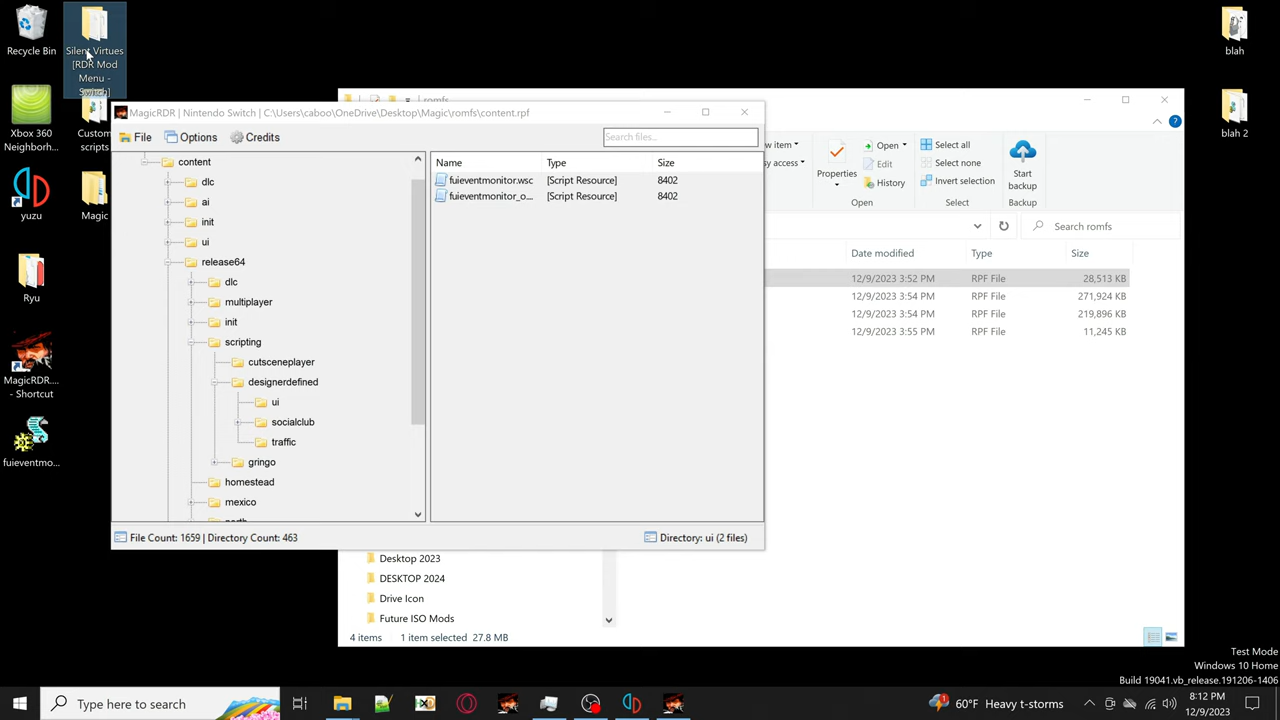 Recycle Bin
Silent Virtues
[RDR Mod
Menu -
Switch]
Xbox 360
Neighborh...
Custom
scripts
yuzu
Magic
Ryu
MagicRDR....
- Shortcut
fuieventmo...
blah
blah 2
MagicRDR | Nintendo Switch | C:\Users\caboo\OneDrive\Desktop\Magic\romfs\content.rpf
File
Options
Credits
Search files...
content
dlc
ai
init
ui
release64
dlc
multiplayer
init
scripting
cutsceneplayer
designerdefined
ui
socialclub
traffic
gringo
homestead
mexico
north
Name Type Size
fuieventmonitor.wsc [Script Resource] 8402
fuieventmonitor_o... [Script Resource] 8402
File Count: 1659 | Directory Count: 463
Directory: ui (2 files)
romfs
w item
sy access
Properties
Open
Edit
History
Open
Select all
Select none
Invert selection
Select
Start
backup
Backup
Search romfs
Date modified Type Size
12/9/2023 3:52 PM RPF File 28,513 KB
12/9/2023 3:54 PM RPF File 271,924 KB
12/9/2023 3:54 PM RPF File 219,896 KB
12/9/2023 3:55 PM RPF File 11,245 KB
Desktop 2023
DESKTOP 2024
Drive Icon
Future ISO Mods
4 items 1 item selected 27.8 MB
Test Mode
Windows 10 Home
Build 19041.vb_release.191206-1406
Type here to search
60°F Heavy t-storms
8:12 PM
12/9/2023